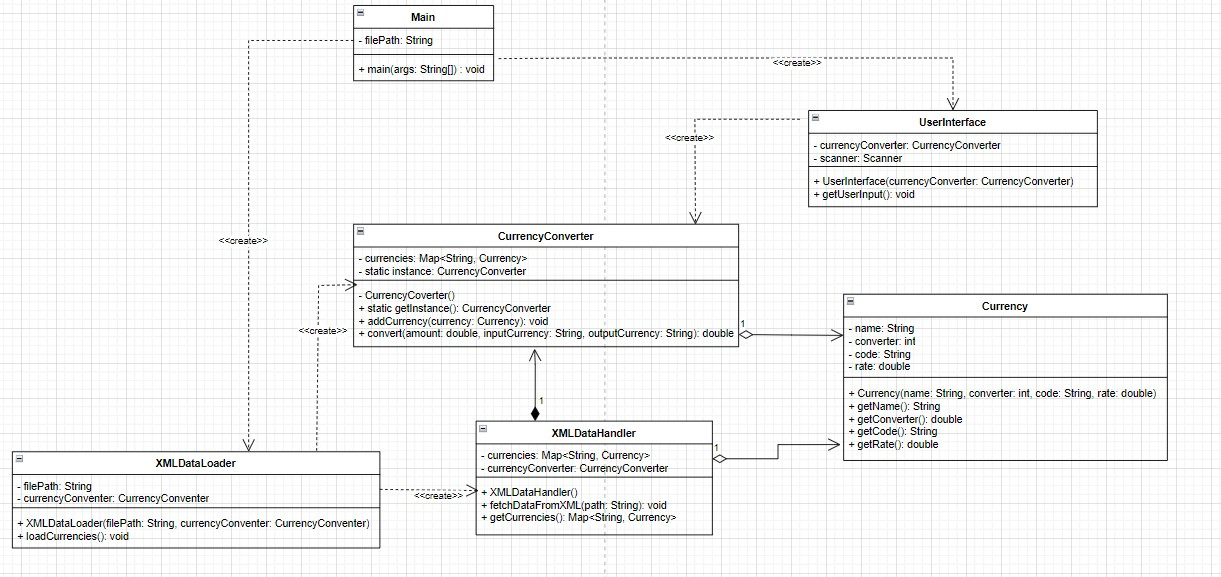 Main
- filePath: String
+ main(args: String[]) : void
<<create>>
UserInterface
- currencyConverter: CurrencyConverter
- scanner: Scanner
+ UserInterface(currencyConverter: CurrencyConverter)
+ getUserInput(): void
<<create>>
<<create>>
CurrencyConverter
- currencies: Map<String, Currency>
- static instance: CurrencyConverter
- CurrencyCoverter()
+ static getInstance(): CurrencyConverter
+ addCurrency(currency: Currency): void
+ convert(amount: double, inputCurrency: String, outputCurrency: String): double
<<create>>
1
Currency
- name: String
- converter: int
- code: String
- rate: double
+ Currency(name: String, converter: int, code: String, rate: double)
+ getName(): String
+ getConverter(): double
+ getCode(): String
+ getRate(): double
1
XMLDataHandler
- currencies: Map<String, Currency>
- currencyConverter: CurrencyConverter
+ XMLDataHandler()
+ fetchDataFromXML(path: String): void
+ getCurrencies(): Map<String, Currency>
1
XMLDataLoader
- filePath: String
- currencyConventer: CurrencyConventer
+ XMLDataLoader(filePath: String, currencyConventer: CurrencyConventer)
+ loadCurrencies(): void
<<create>>